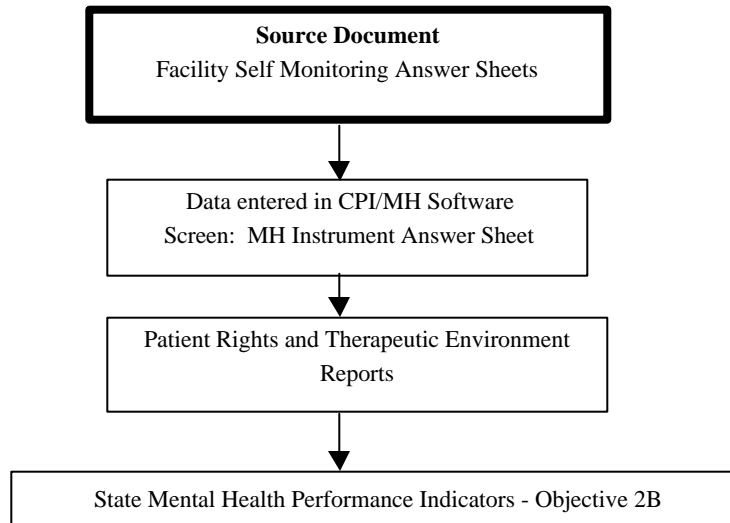 Source Document
Facility Self Monitoring Answer Sheets
Data entered in CPI/MH Software
Screen: MH Instrument Answer Sheet
Patient Rights and Therapeutic Environment
Reports
State Mental Health Performance Indicators - Objective 2B